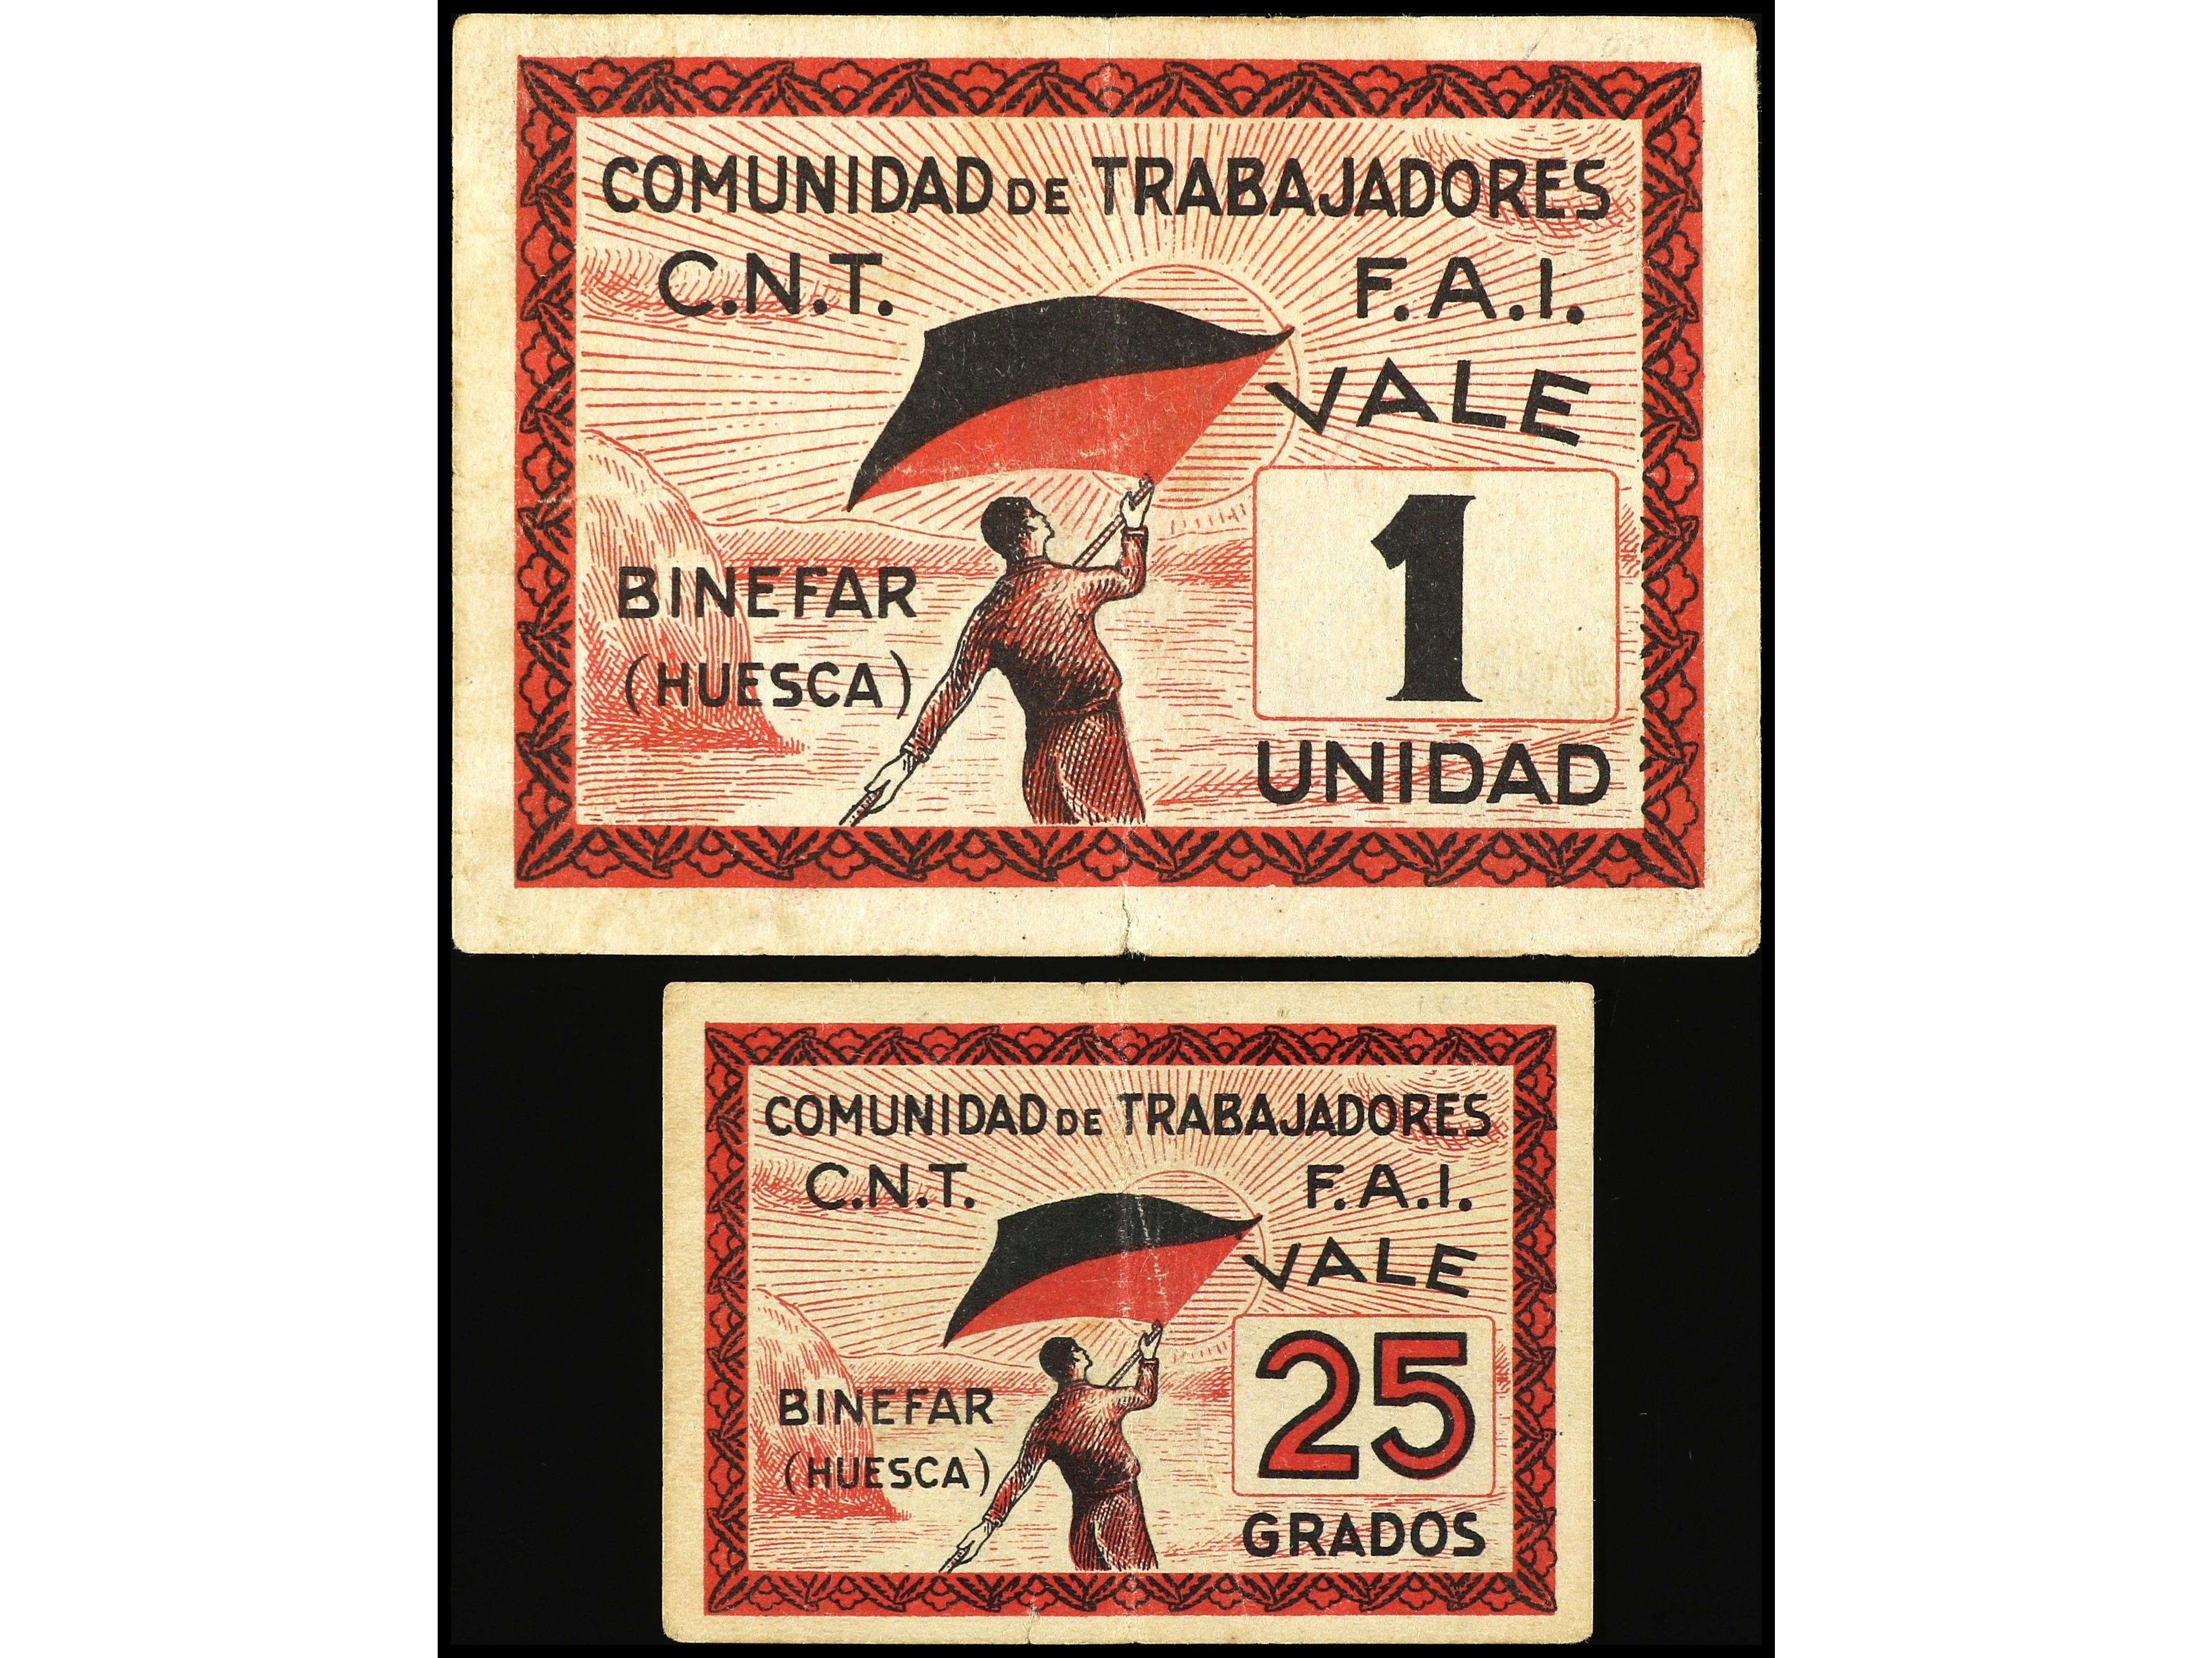 COMUNIDAD DE TRABAJADORES
C.N.T. F.A.I.
VALE
1
BINEFAR
(HUESCA)
UNIDAD
COMUNIDAD DE TRABAJADORES
C.N.T. F.A.I.
VALE
25
BINEFAR
(HUESCA)
GRADOS